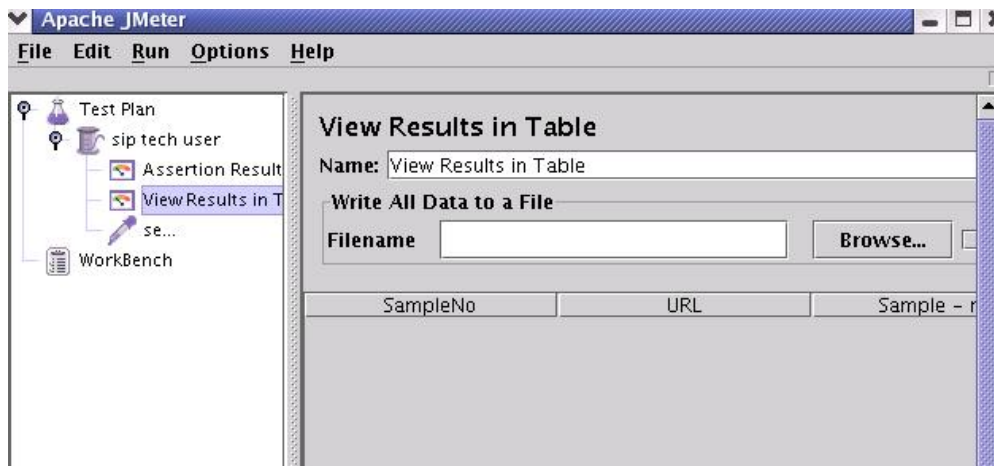 Apache JMeter
File Edit Run Options Help
Test Plan
sip tech user
Assertion Result
View Results in T
se...
WorkBench
View Results in Table
Name: View Results in Table
Write All Data to a File
Filename Browse...
SampleNo URL Sample - r